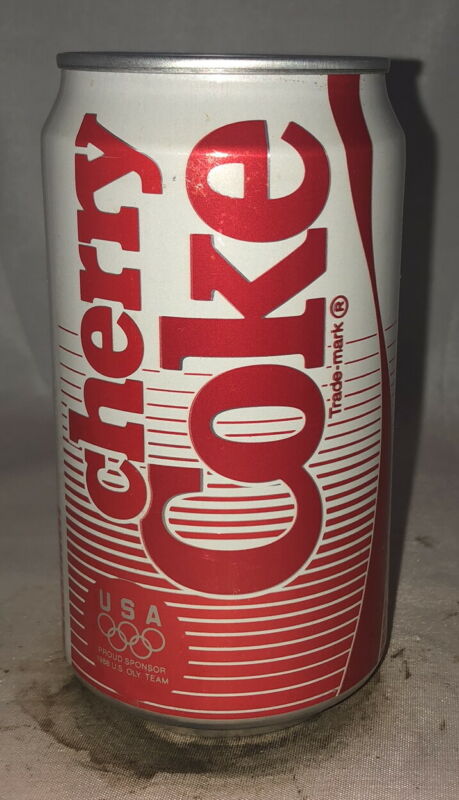 cherry
Coke
Trade-mark ®
USA
PROUD SPONSOR
1988 U.S. OLY. TEAM